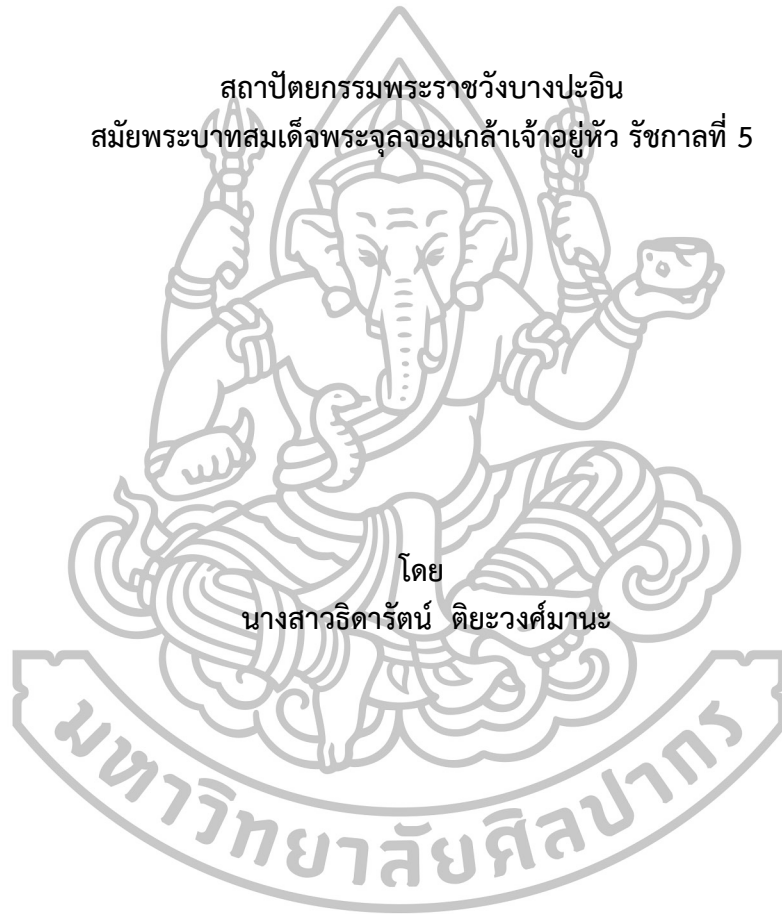 สถาปัตยกรรมพระราชวังบางปะอิน
สมัยพระบาทสมเด็จพระจุลจอมเกล้าเจ้าอยู่หัว รัชกาลที่ 5
โดย
นางสาวธิดารัตน์ ติยะวงศ์มานะ
มหาวิทยาลัยศิลปากร